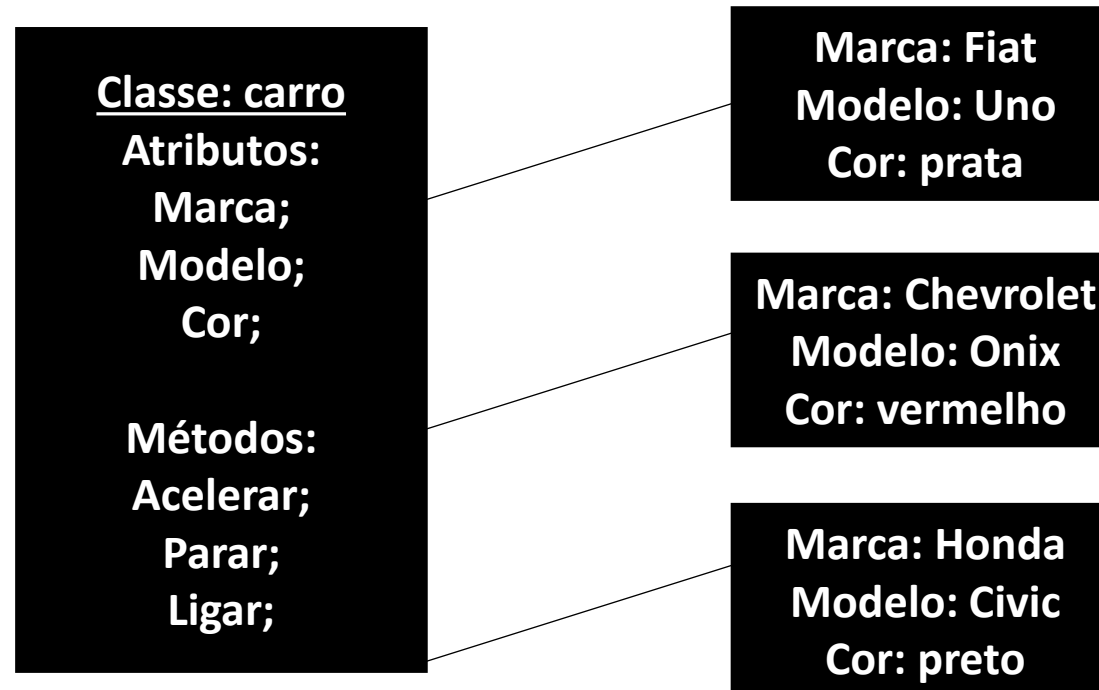 Classe: carro
Atributos:
Marca;
Modelo;
Cor;
Métodos:
Acelerar;
Parar;
Ligar;
Marca: Fiat
Modelo: Uno
Cor: prata
Marca: Chevrolet
Modelo: Onix
Cor: vermelho
Marca: Honda
Modelo: Civic
Cor: preto